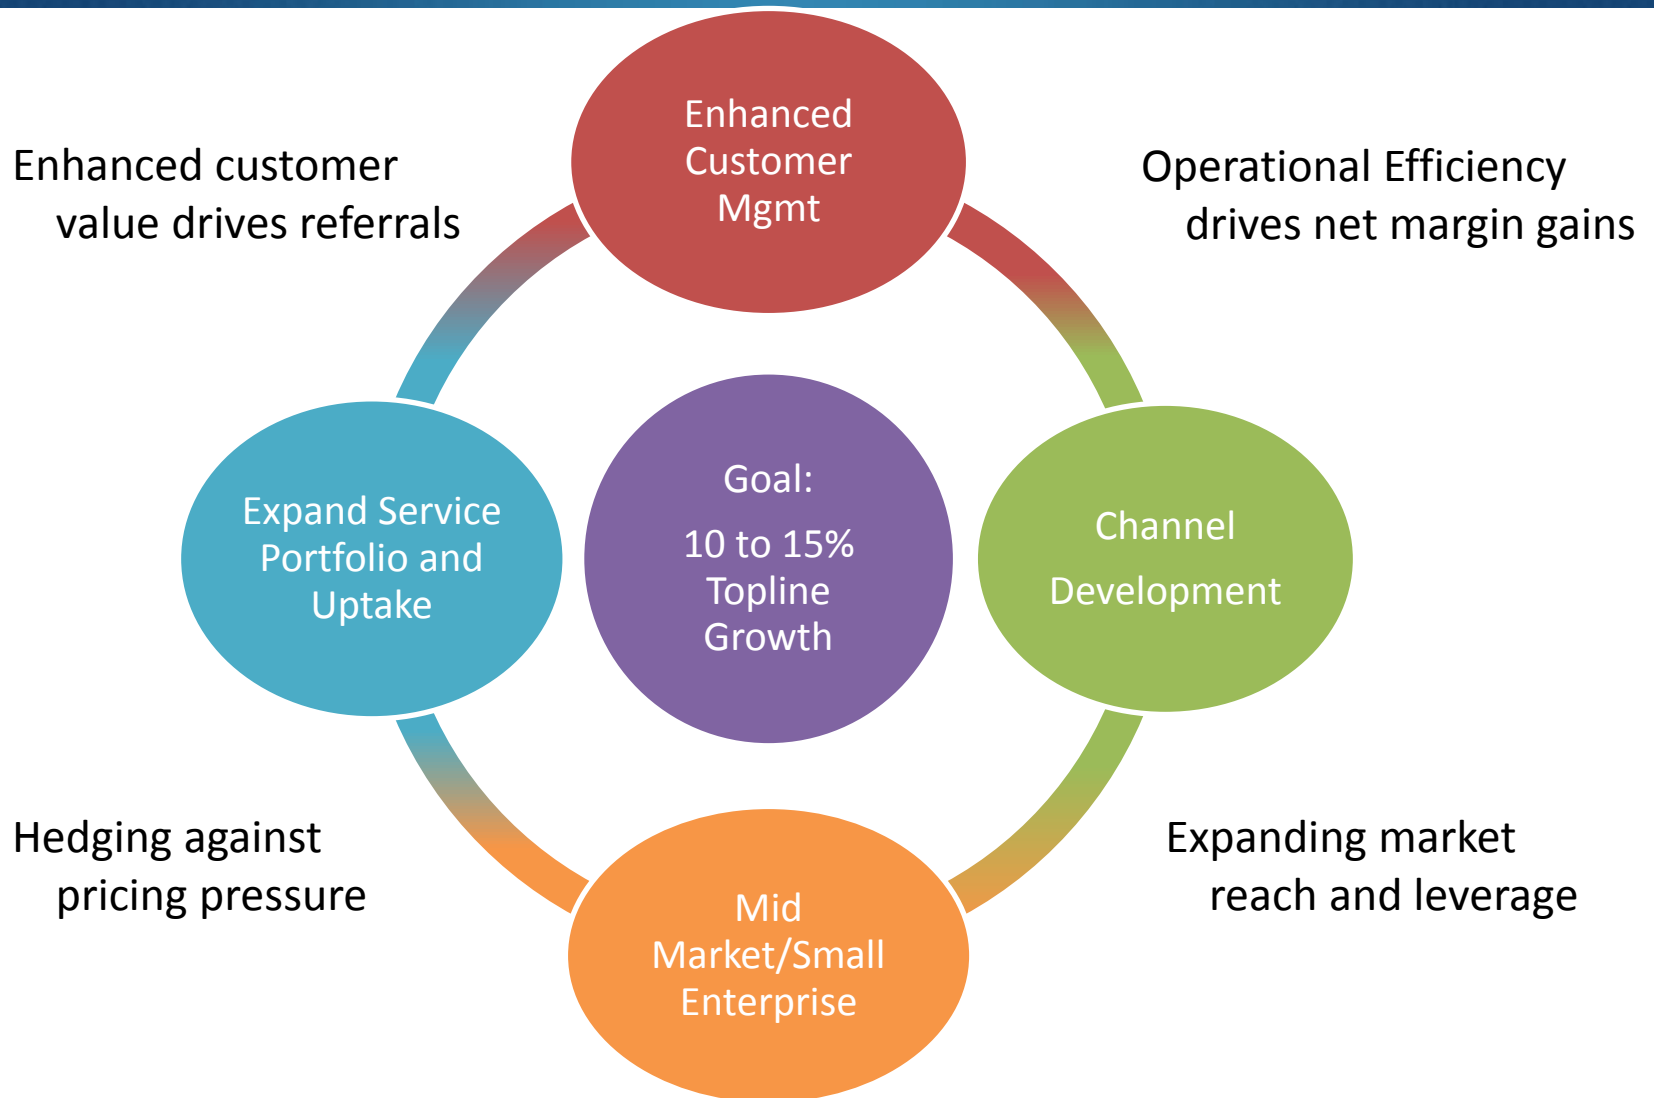 Enhanced
Customer
Mgmt
Enhanced customer
value drives referrals
Operational Efficiency
drives net margin gains
Expand Service
Portfolio and
Uptake
Goal:
10 to 15%
Topline
Growth
Channel
Development
Hedging against
pricing pressure
Expanding market
reach and leverage
Mid
Market/Small
Enterprise